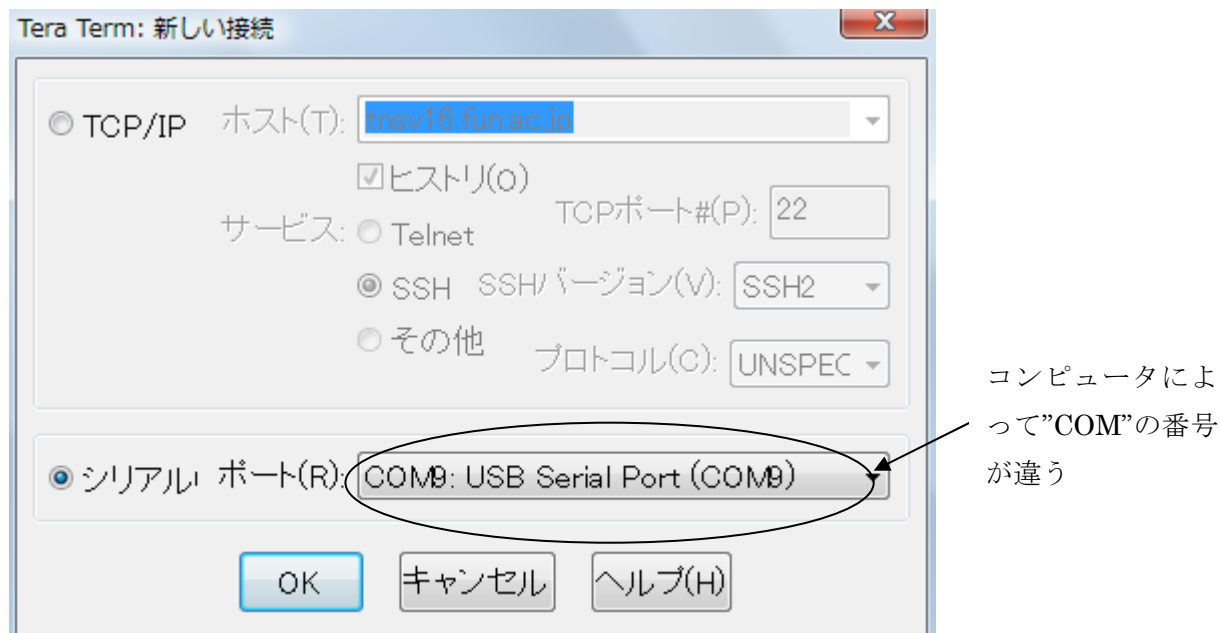 Tera Term: 新しい接続
TCP/IP ホスト(T): tnsv16.fun.ac.jp
ヒストリ(O)
サービス: Telnet TCPポート#(P): 22
SSH SSHバージョン(V): SSH2
その他 プロトコル(C): UNSPEC
シリアル ポート(R): COM9: USB Serial Port (COM9)
OK キャンセル ヘルプ(H)
コンピュータによ
って”COM”の番号
が違う